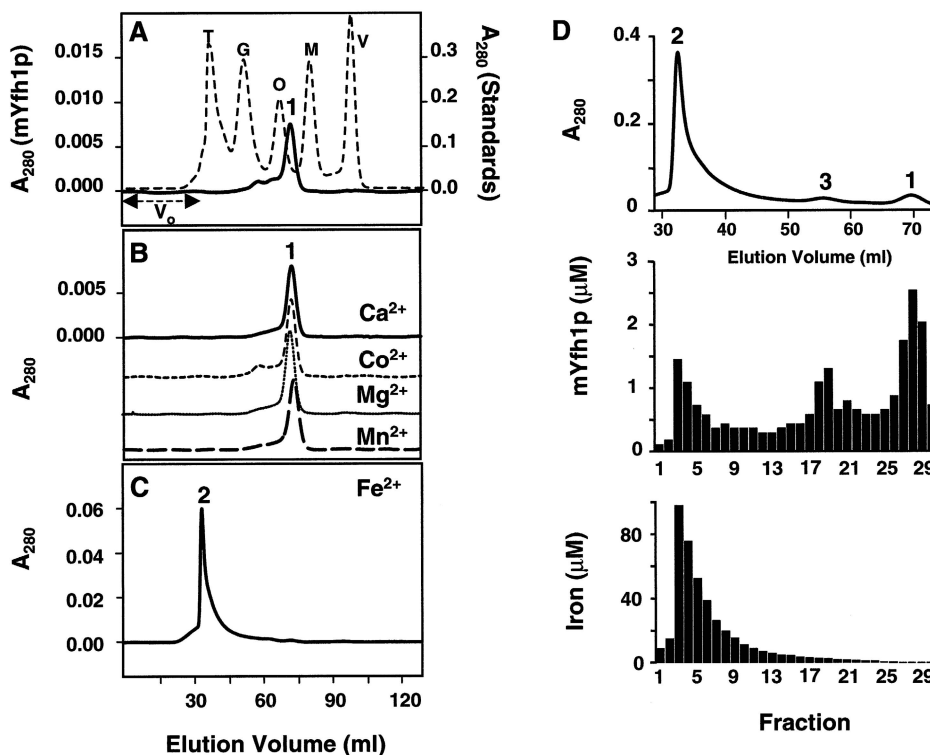 A
T
G
O
1
M
V
A280 (mYfh1p)
0.015
0.010
0.005
0.000
0.3
0.2
0.1
0.0
A280 (Standards)
Vo
B
1
0.005
0.000
A280
Ca2+
Co2+
Mg2+
Mn2+
C
Fe2+
2
0.06
0.04
0.02
0.00
A280
30 60 90 120
Elution Volume (ml)
D
2
3
1
0.4
0.2
0
A280
30 40 50 60 70
Elution Volume (ml)
mYfh1p (μM)
3
2
1
0
1 5 9 13 17 21 25 29
Iron (μM)
80
40
0
1 5 9 13 17 21 25 29
Fraction